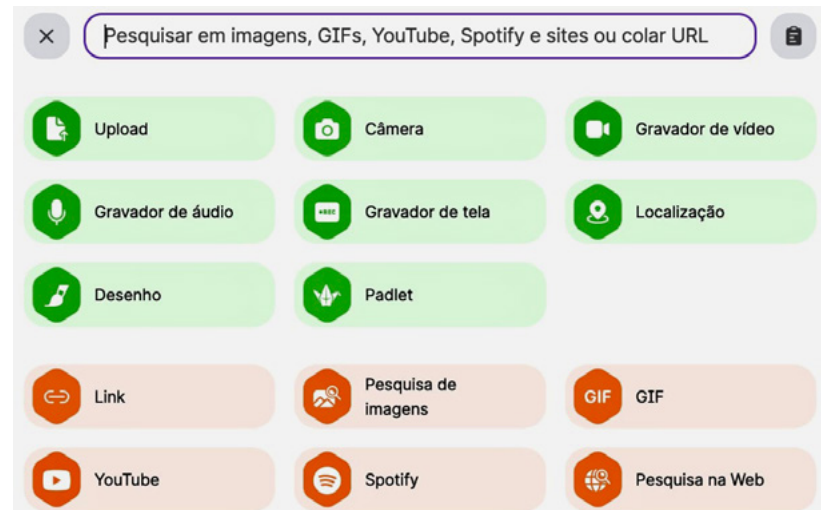 Pesquisar em imagens, GIFs, YouTube, Spotify e sites ou colar URL
Upload
Câmera
Gravador de vídeo
Gravador de áudio
REC
Gravador de tela
Localização
Desenho
Padlet
Link
Pesquisa de
imagens
GIF
GIF
YouTube
Spotify
Pesquisa na Web